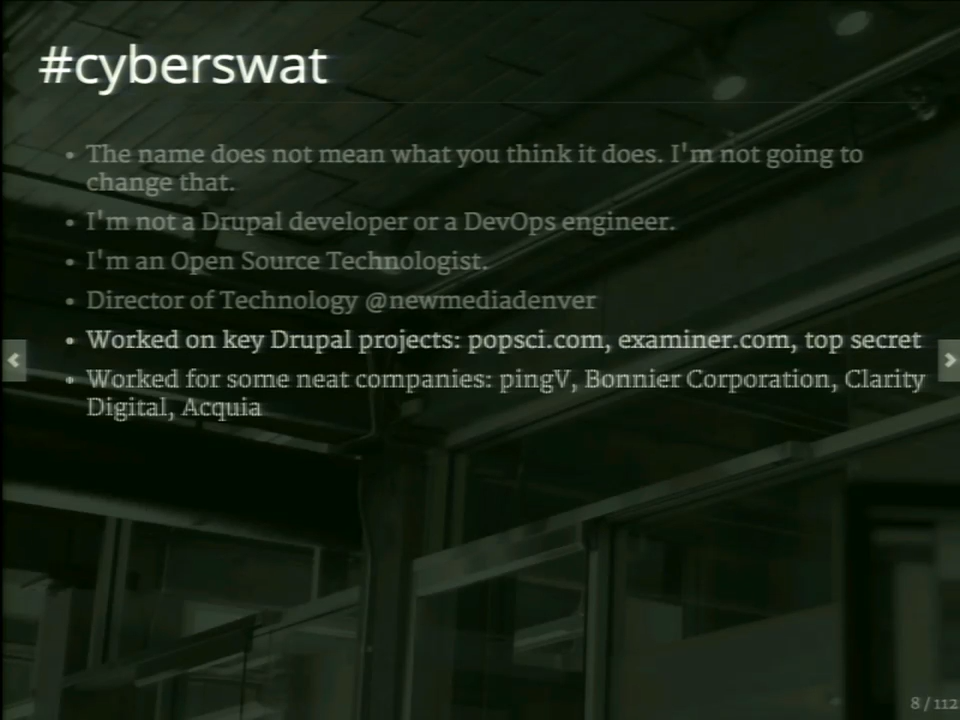 #cyberswat
• The name does not mean what you think it does. I'm not going to
change that.
• I'm not a Drupal developer or a DevOps engineer.
• I'm an Open Source Technologist.
• Director of Technology @newmediadenver
• Worked on key Drupal projects: popsci.com, examiner.com, top secret
• Worked for some neat companies: pingV, Bonnier Corporation, Clarity
Digital, Acquia
8 / 112